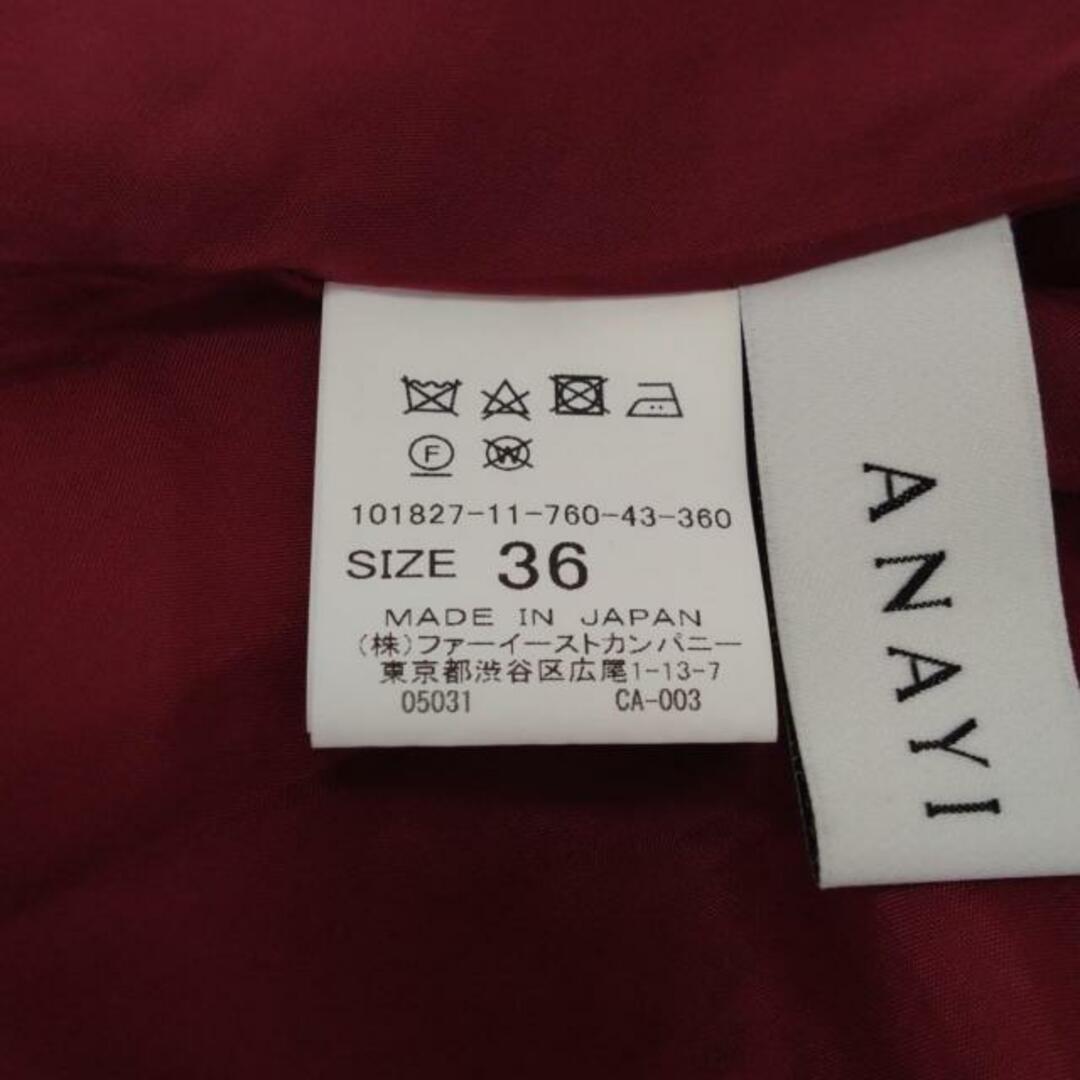 F
W
101827-11-760-43-360
SIZE 36
MADE IN JAPAN
(株)ファーイーストカンパニー
東京都渋谷区広尾1-13-7
05031 CA-003
ANAYI